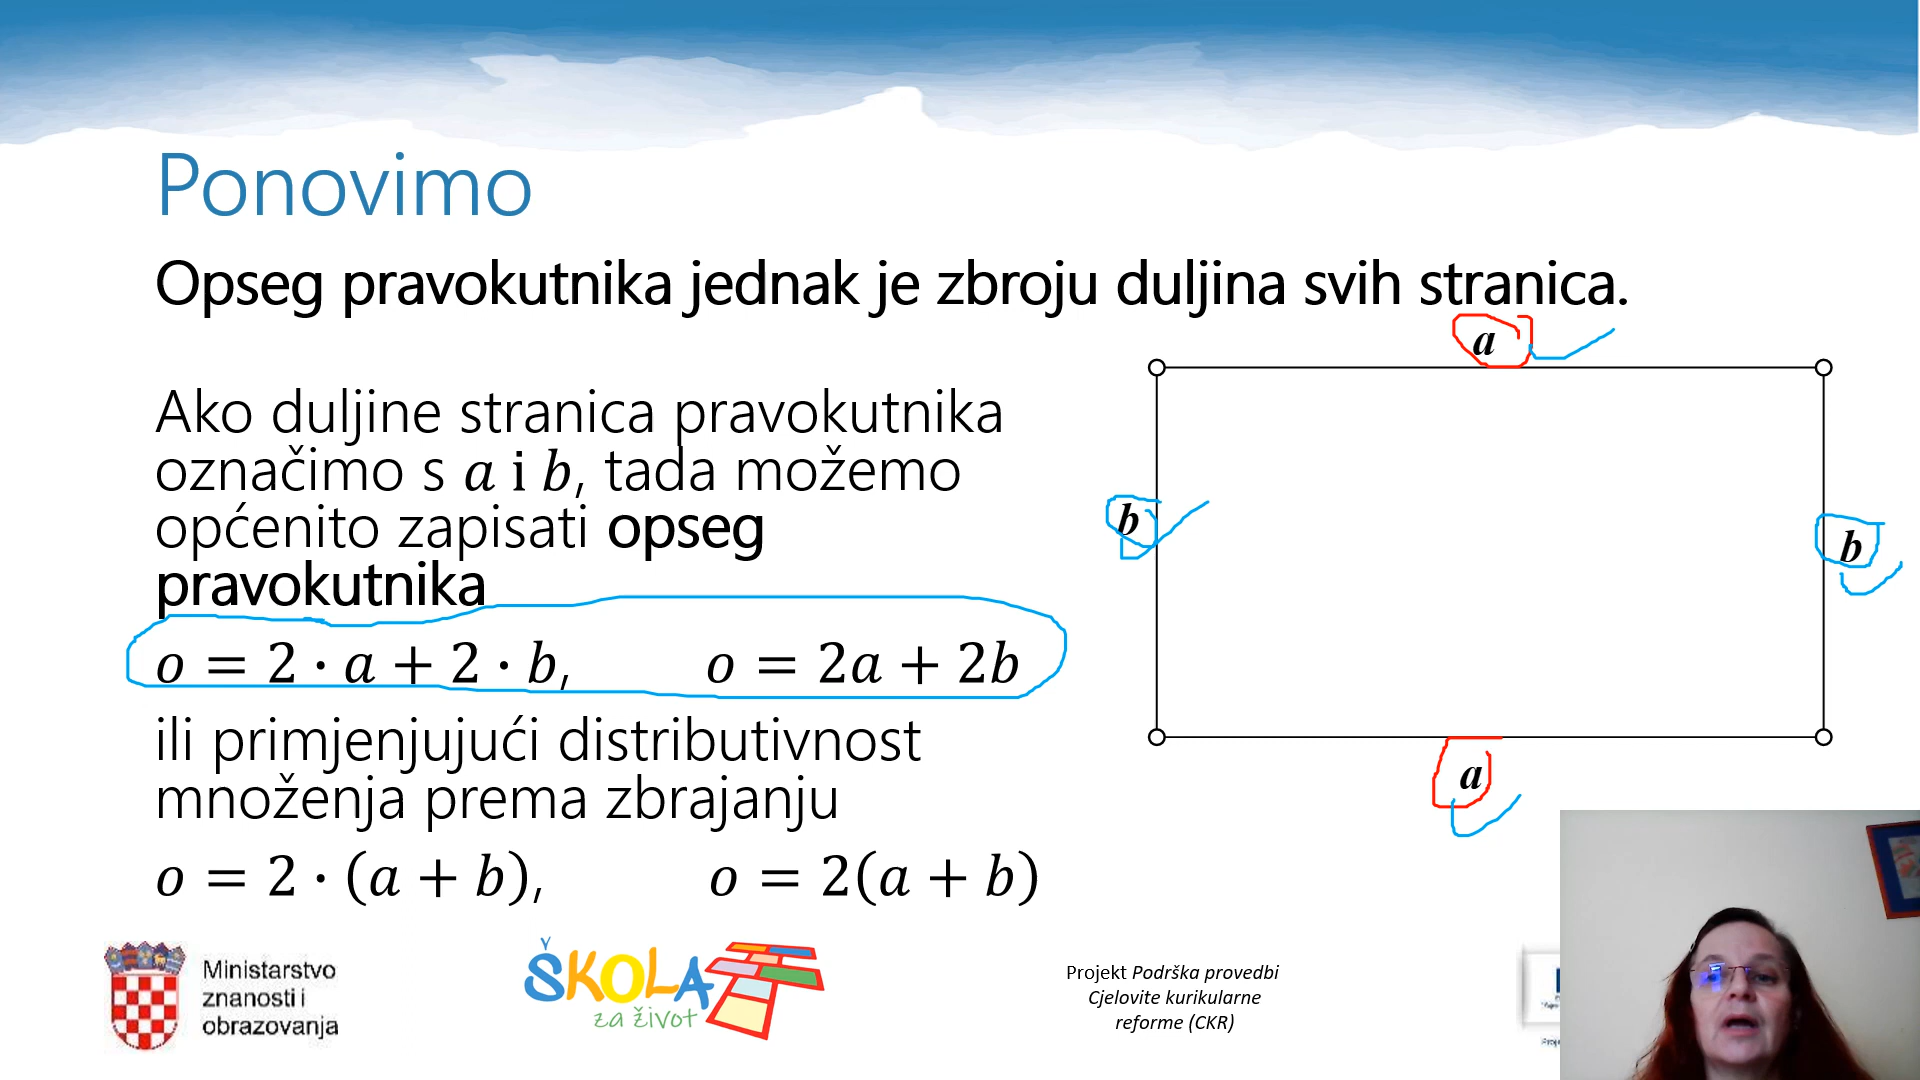 Ponovimo
Opseg pravokutnika jednak je zbroju duljina svih stranica.
Ako duljine stranica pravokutnika
označimo s a i b, tada možemo
općenito zapisati opseg
pravokutnika
o = 2 · a + 2 · b, o = 2a + 2b
ili primjenjujući distributivnost
množenja prema zbrajanju
o = 2 · (a + b), o = 2(a + b)
a
b
b
a
Ministarstvo
znanosti i
obrazovanja
ŠKOLA
za život
Projekt Podrška provedbi
Cjelovite kurikularne
reforme (CKR)